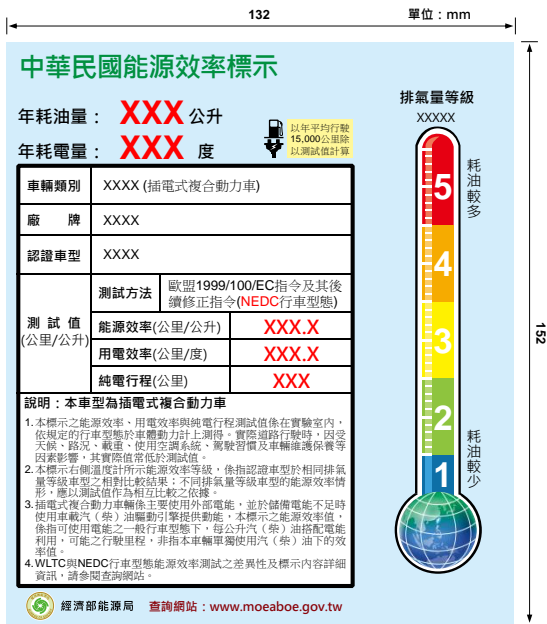 132
單位：mm
中華民國能源效率標示
年耗油量： XXX 公升
年耗電量： XXX 度
以年平均行駛
15,000公里除
以測試值計算
排氣量等級
XXXXX
車輛類別 XXXX (插電式複合動力車)
廠 牌 XXXX
認證車型 XXXX
測 試 值
(公里/公升)
測試方法 歐盟1999/100/EC指令及其後
續修正指令(NEDC行車型態)
能源效率(公里/公升) XXX.X
用電效率(公里/度) XXX.X
純電行程(公里) XXX
說明：本車型為插電式複合動力車
1.本標示之能源效率、用電效率與純電行程測試值係在實驗室內，
依規定的行車型態於車體動力計上測得。實際道路行駛時，因受
天候、路況、載重、使用空調系統、駕駛習慣及車輛維護保養等
因素影響，其實際值常低於測試值。
2.本標示右側溫度計所示能源效率等級，係指認證車型於相同排氣
量等級車型之相對比較結果；不同排氣量等級車型的能源效率情
形，應以測試值作為相互比較之依據。
3.插電式複合動力車輛係主要使用外部電能，並於儲備電能不足時
使用車載汽（柴）油驅動引擎提供動能，本標示之能源效率值，
係指可使用電能之一般行車型態下，每公升汽（柴）油搭配電能
利用，可能之行駛里程，非指本車輛單獨使用汽（柴）油下的效
率值。
4.WLTC與NEDC行車型態能源效率測試之差異性及標示內容詳細
資訊，請參閱查詢網站。
5
耗油較多
4
3
2
耗油較少
1
152
經濟部能源局 查詢網站：www.moeaboe.gov.tw